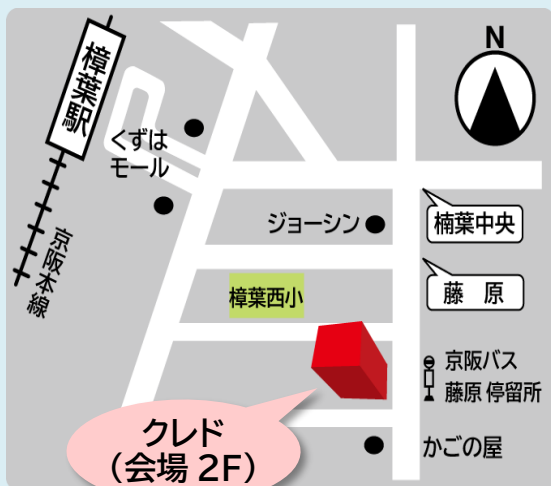 N
樟葉駅
くずは
モール
京阪本線
ジョーシン
楠葉中央
藤 原
樟葉西小
京阪バス
藤原 停留所
かごの屋
クレド
(会場 2F)